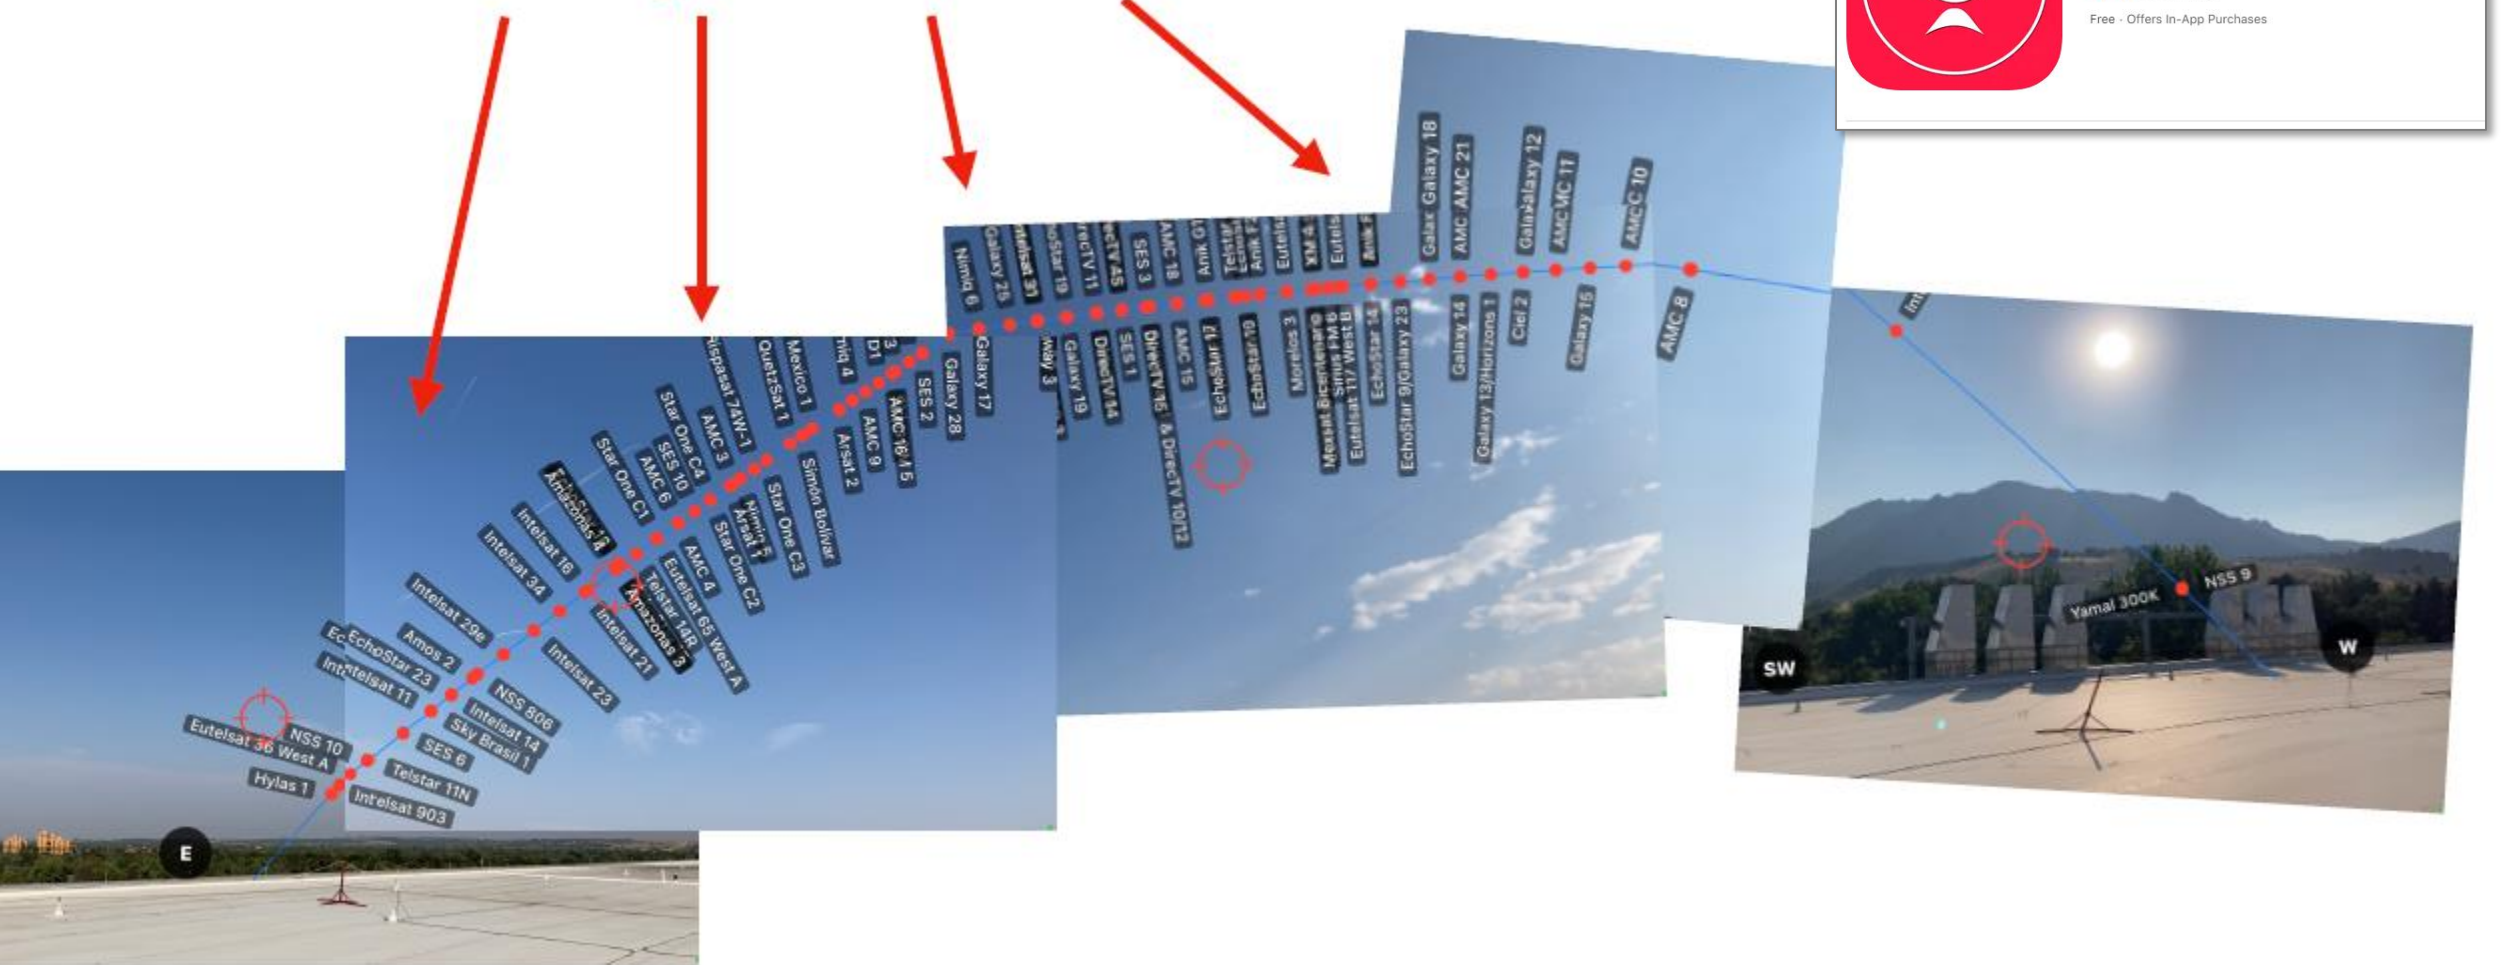 Free · Offers In-App Purchases
Galaxy 18
AMC 21
Galaxy 12
AMC 11
AMC 10
Nimiq 6
Galaxy 25
SES 3
AMC 18
Galaxy 14
Galaxy 13/Horizons 1
Ciel 2
Galaxy 15
AMC 8
Galaxy 17
Galaxy 28
SES 2
Galaxy 19
DirecTV 14
SES 1
DirecTV 15
& DirecTV 10/12
AMC 15
EchoStar 17
Morelos 3
Mexsat Bicentenario
Sirius FM 6
Eutelsat 117 West B
EchoStar 14
EchoStar 9/Galaxy 23
Mexico 1
QuetzSat 1
AMC 9
Arsat 2
Simón Bolívar
Star One C3
Star One C2
AMC 3
Star One C4
SES 10
AMC 6
Star One C1
Amazonas 4
Intelsat 16
Intelsat 34
AMC 4
Eutelsat 65 West A
Telstar 14R
Amazonas 3
Intelsat 21
Intelsat 29e
Intelsat 23
Amos 2
EchoStar 23
Intelsat 11
NSS 806
Intelsat 14
Sky Brasil 1
SES 6
NSS 10
Eutelsat 36 West A
Telstar 11N
Hylas 1
Intelsat 903
E
NSS 9
Yamal 300K
SW
W